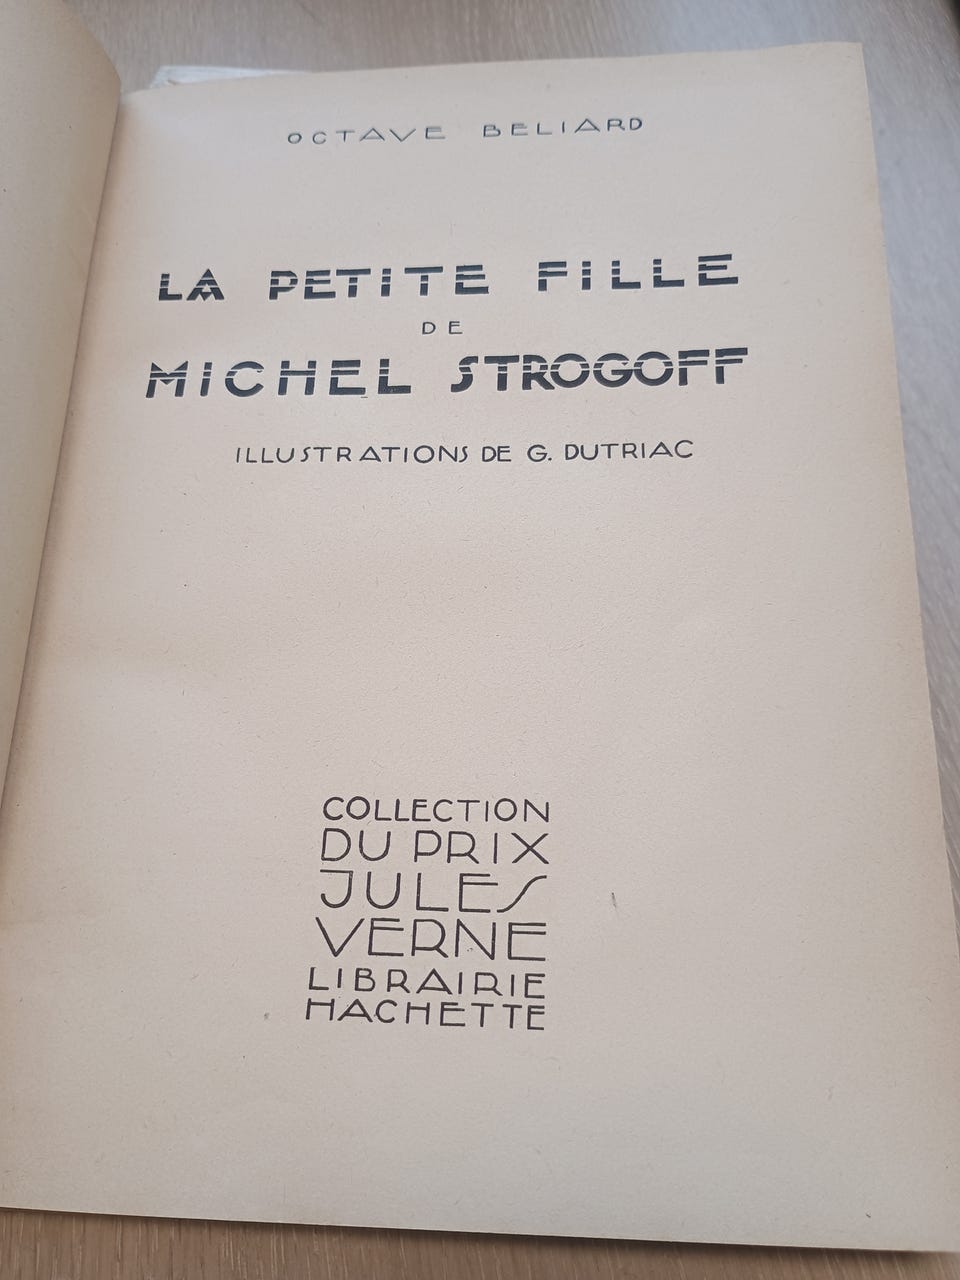 OCTAVE BELIARD
LA PETITE FILLE
DE
MICHEL STROGOFF
ILLUSTRATIONS DE G. DUTRIAC
COLLECTION
DU PRIX
JULES
VERNE
LIBRAIRIE
HACHETTE